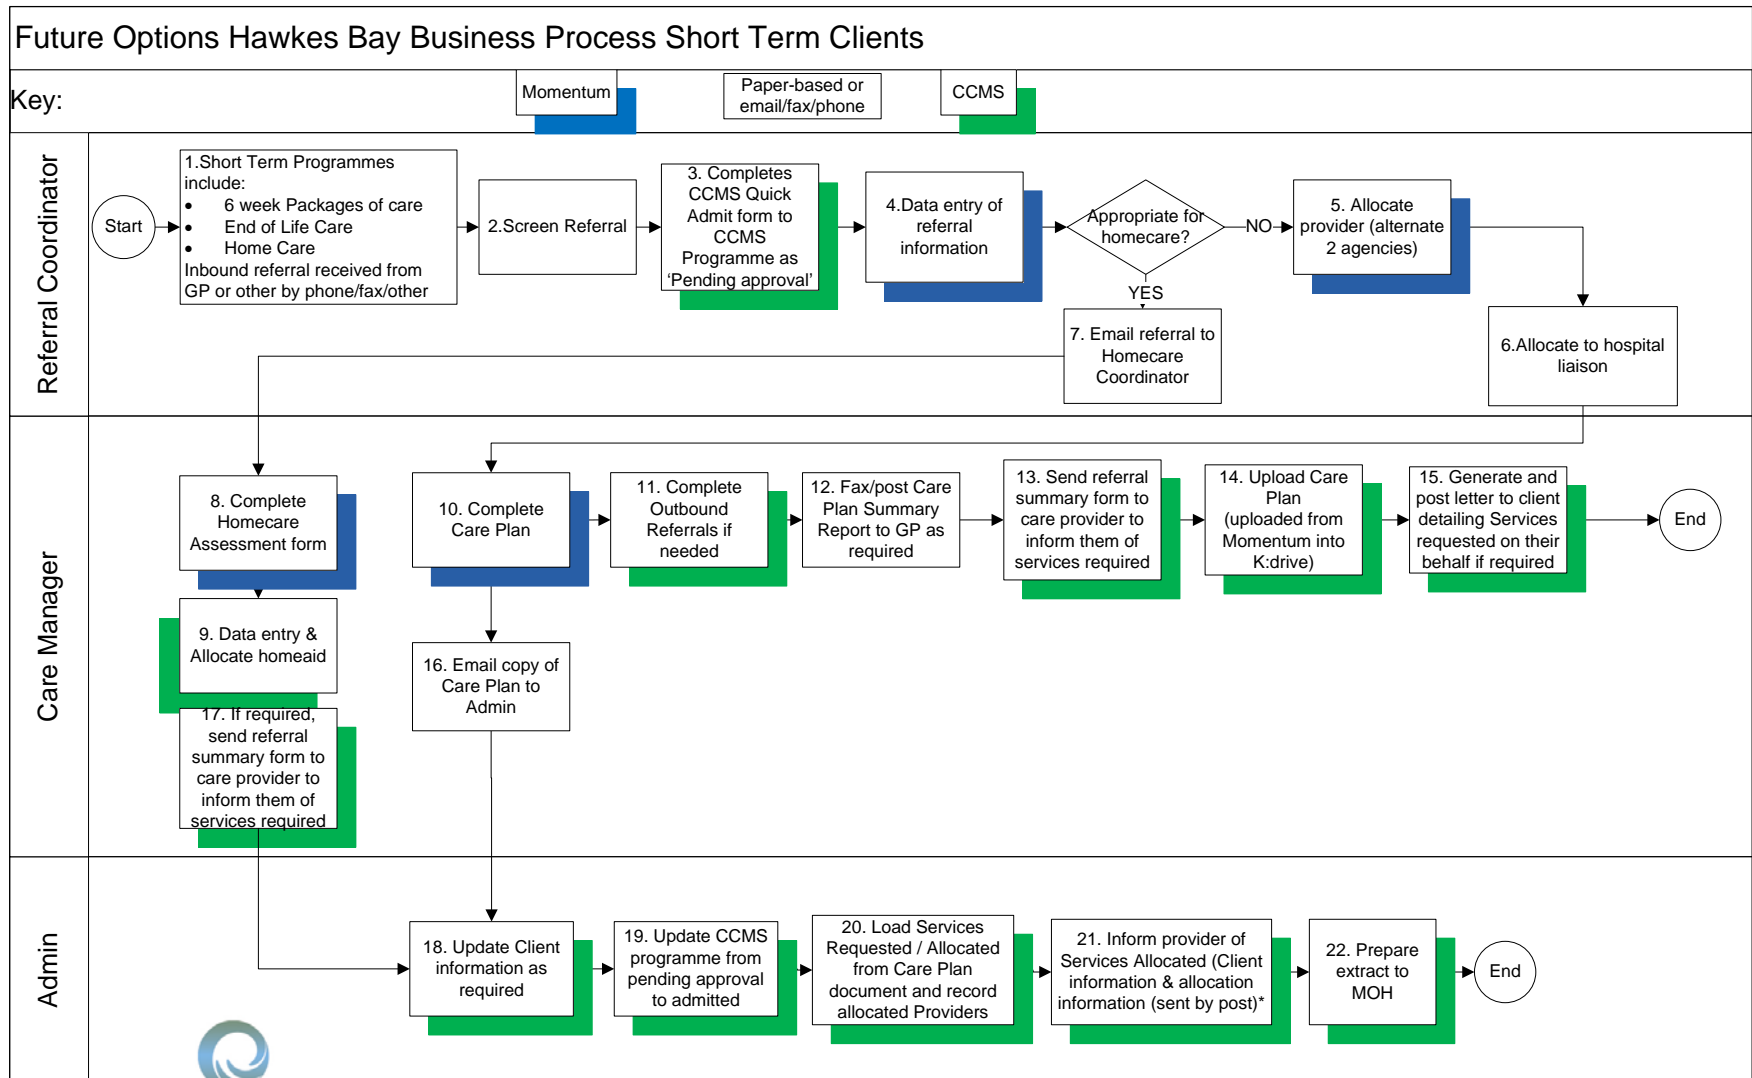 Future Options Hawkes Bay Business Process Short Term Clients
Key:
Momentum
Paper-based or
email/fax/phone
CCMS
Referral Coordinator
Start
1.Short Term Programmes
include:
• 6 week Packages of care
• End of Life Care
• Home Care
Inbound referral received from
GP or other by phone/fax/other
2.Screen Referral
3. Completes
CCMS Quick
Admit form to
CCMS
Programme as
‘Pending approval’
4.Data entry of
referral
information
Appropriate for
homecare?
NO
YES
5. Allocate
provider (alternate
2 agencies)
6.Allocate to hospital
liaison
7. Email referral to
Homecare
Coordinator
Care Manager
8. Complete
Homecare
Assessment form
9. Data entry &
Allocate homeaid
17. If required,
send referral
summary form to
care provider to
inform them of
services required
10. Complete
Care Plan
11. Complete
Outbound
Referrals if
needed
12. Fax/post Care
Plan Summary
Report to GP as
required
13. Send referral
summary form to
care provider to
inform them of
services required
14. Upload Care
Plan
(uploaded from
Momentum into
K:drive)
15. Generate and
post letter to client
detailing Services
requested on their
behalf if required
End
16. Email copy of
Care Plan to
Admin
Admin
18. Update Client
information as
required
19. Update CCMS
programme from
pending approval
to admitted
20. Load Services
Requested / Allocated
from Care Plan
document and record
allocated Providers
21. Inform provider of
Services Allocated (Client
information & allocation
information (sent by post)*
22. Prepare
extract to
MOH
End